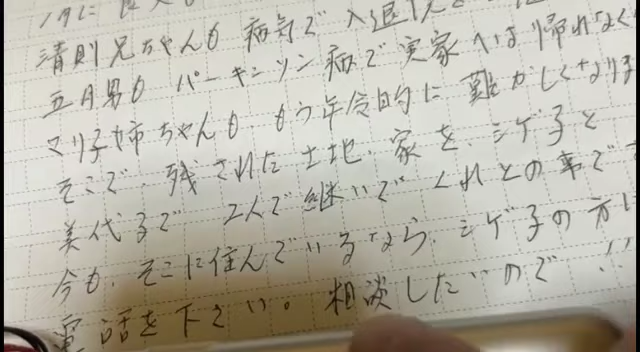 清則兄ちゃんも 病気で 入退院
五月男も パーキンソン病で 実家へは帰れなく
マリ子姉ちゃんも、もう年令的に 難かしくなりま
そこで、残された土地、家を、シゲ子と
美代子で 2人で継いでくれとの事で
今も、そこに住んでいるなら、シゲ子の方に
電話を下さい。相談したいので!!